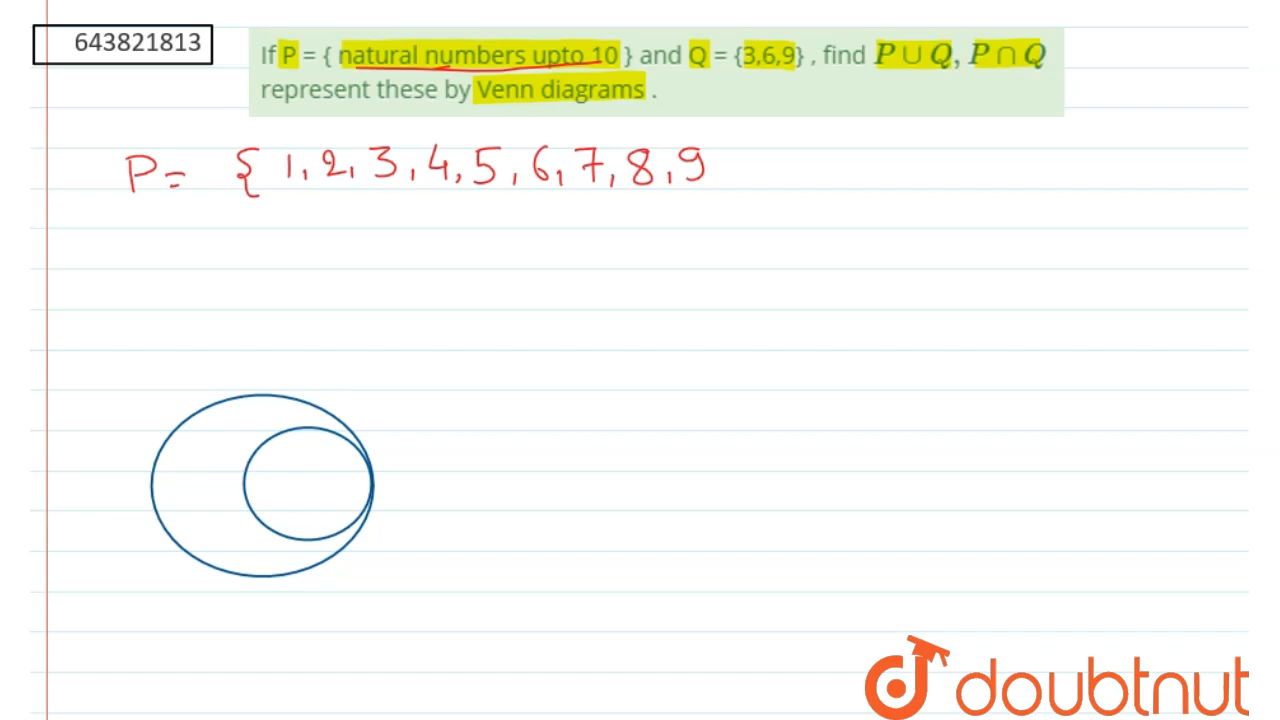 643821813
If P = { natural numbers upto 10 } and Q = {3,6,9} , find P ∪ Q, P ∩ Q
represent these by Venn diagrams .
P = { 1, 2, 3, 4, 5, 6, 7, 8, 9
doubtnut